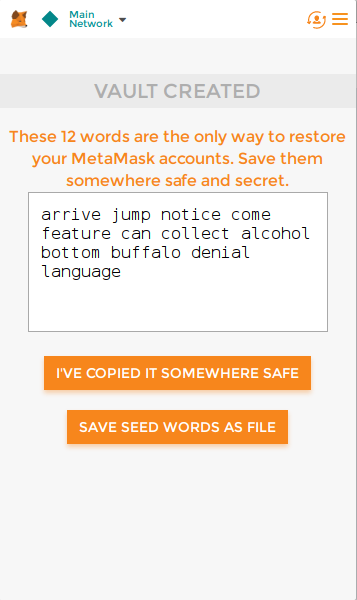 Main
Network
VAULT CREATED
These 12 words are the only way to restore
your MetaMask accounts. Save them
somewhere safe and secret.
arrive jump notice come
feature can collect alcohol
bottom buffalo denial
language
I'VE COPIED IT SOMEWHERE SAFE
SAVE SEED WORDS AS FILE